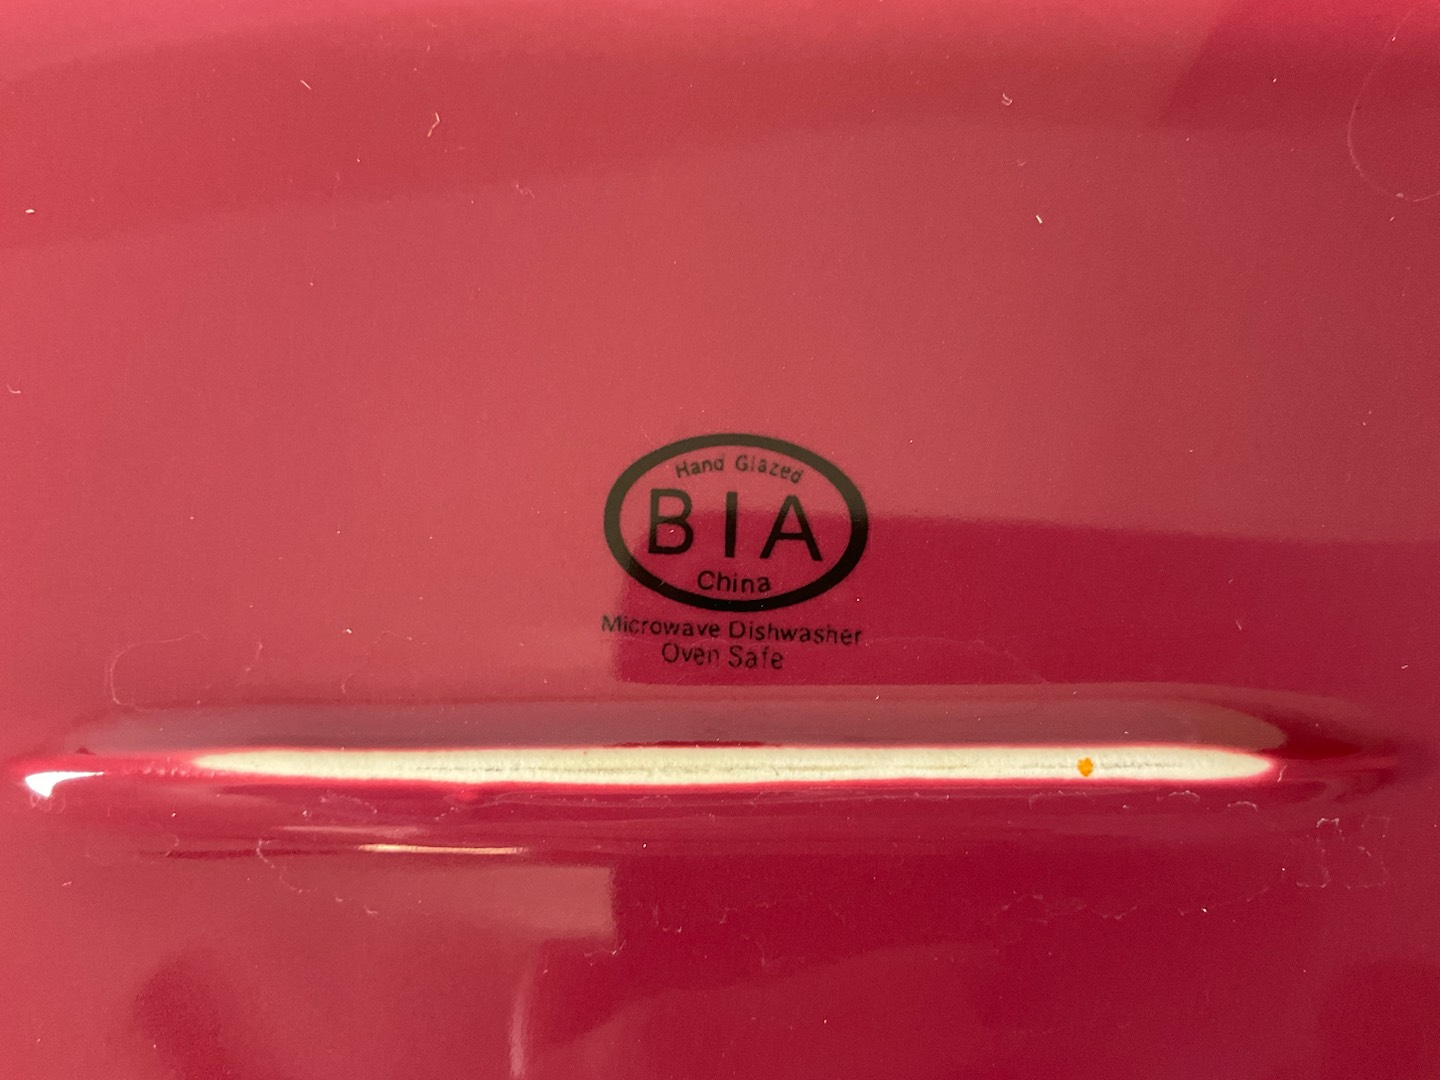 Hand Glazed
BIA
China
Microwave Dishwasher
Oven Safe